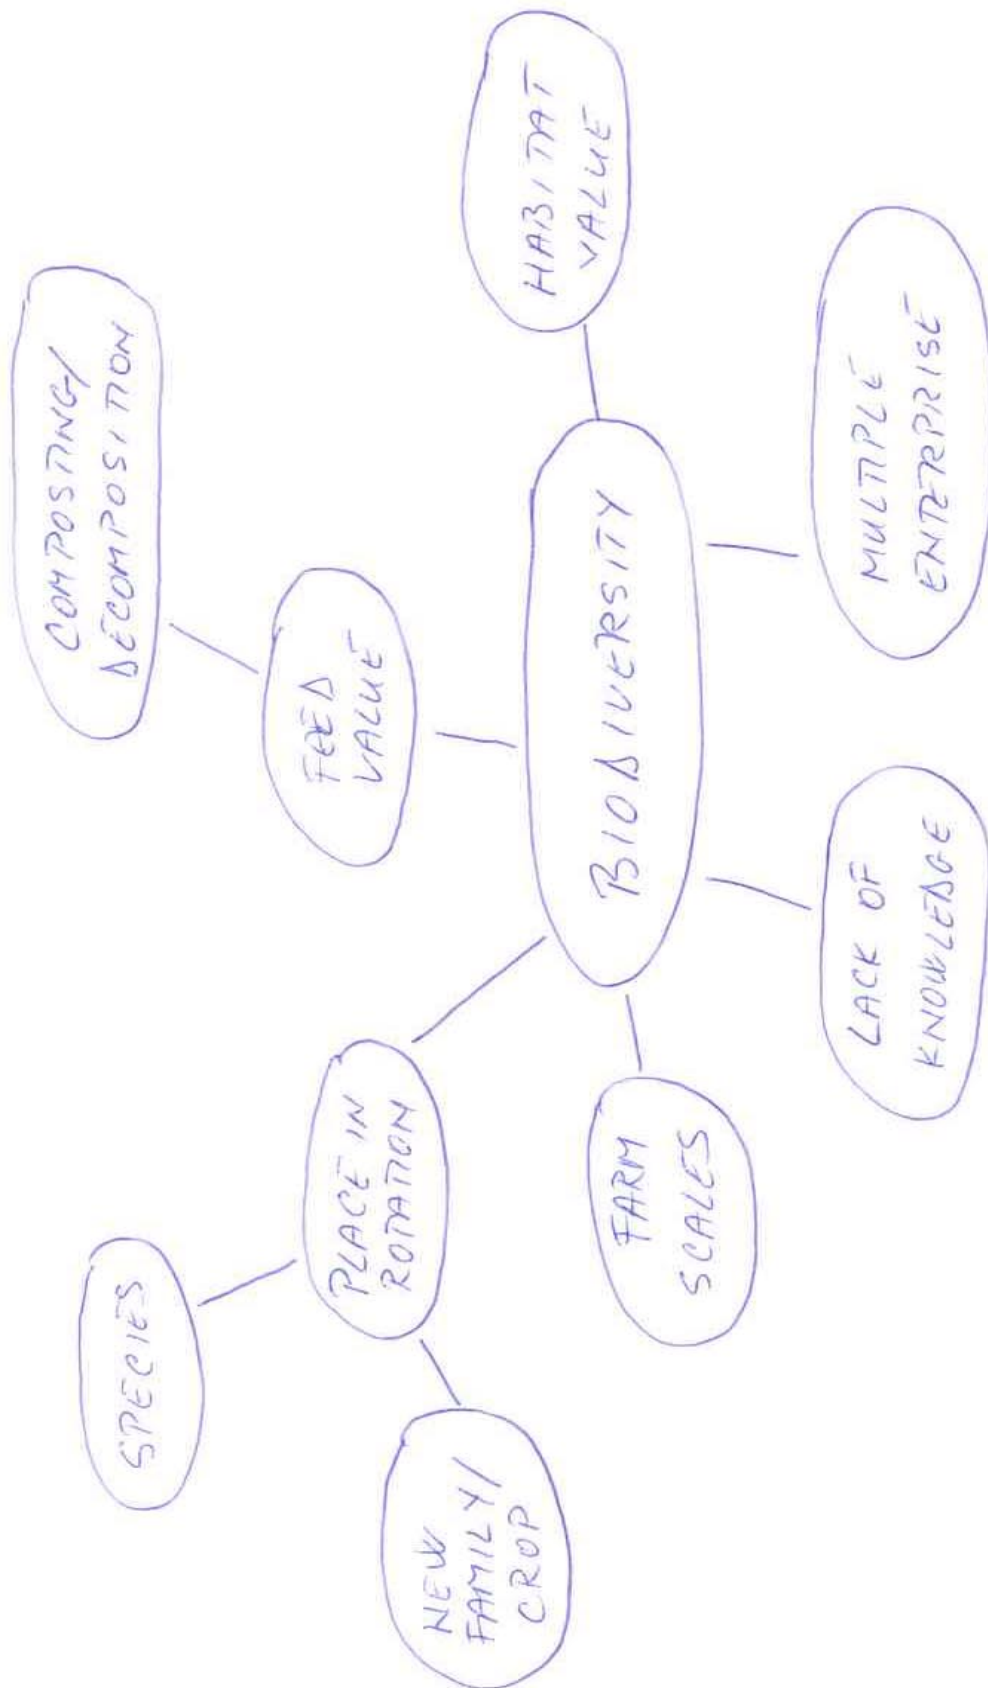 COMPOSTING/
DECOMPOSITION
SPECIES
FEED
VALUE
HABITAT
VALUE
PLACE IN
ROTATION
NEW
FAMILY/
CROP
BIODIVERSITY
FARM
SCALES
LACK OF
KNOWLEDGE
MULTIPLE
ENTERPRISE